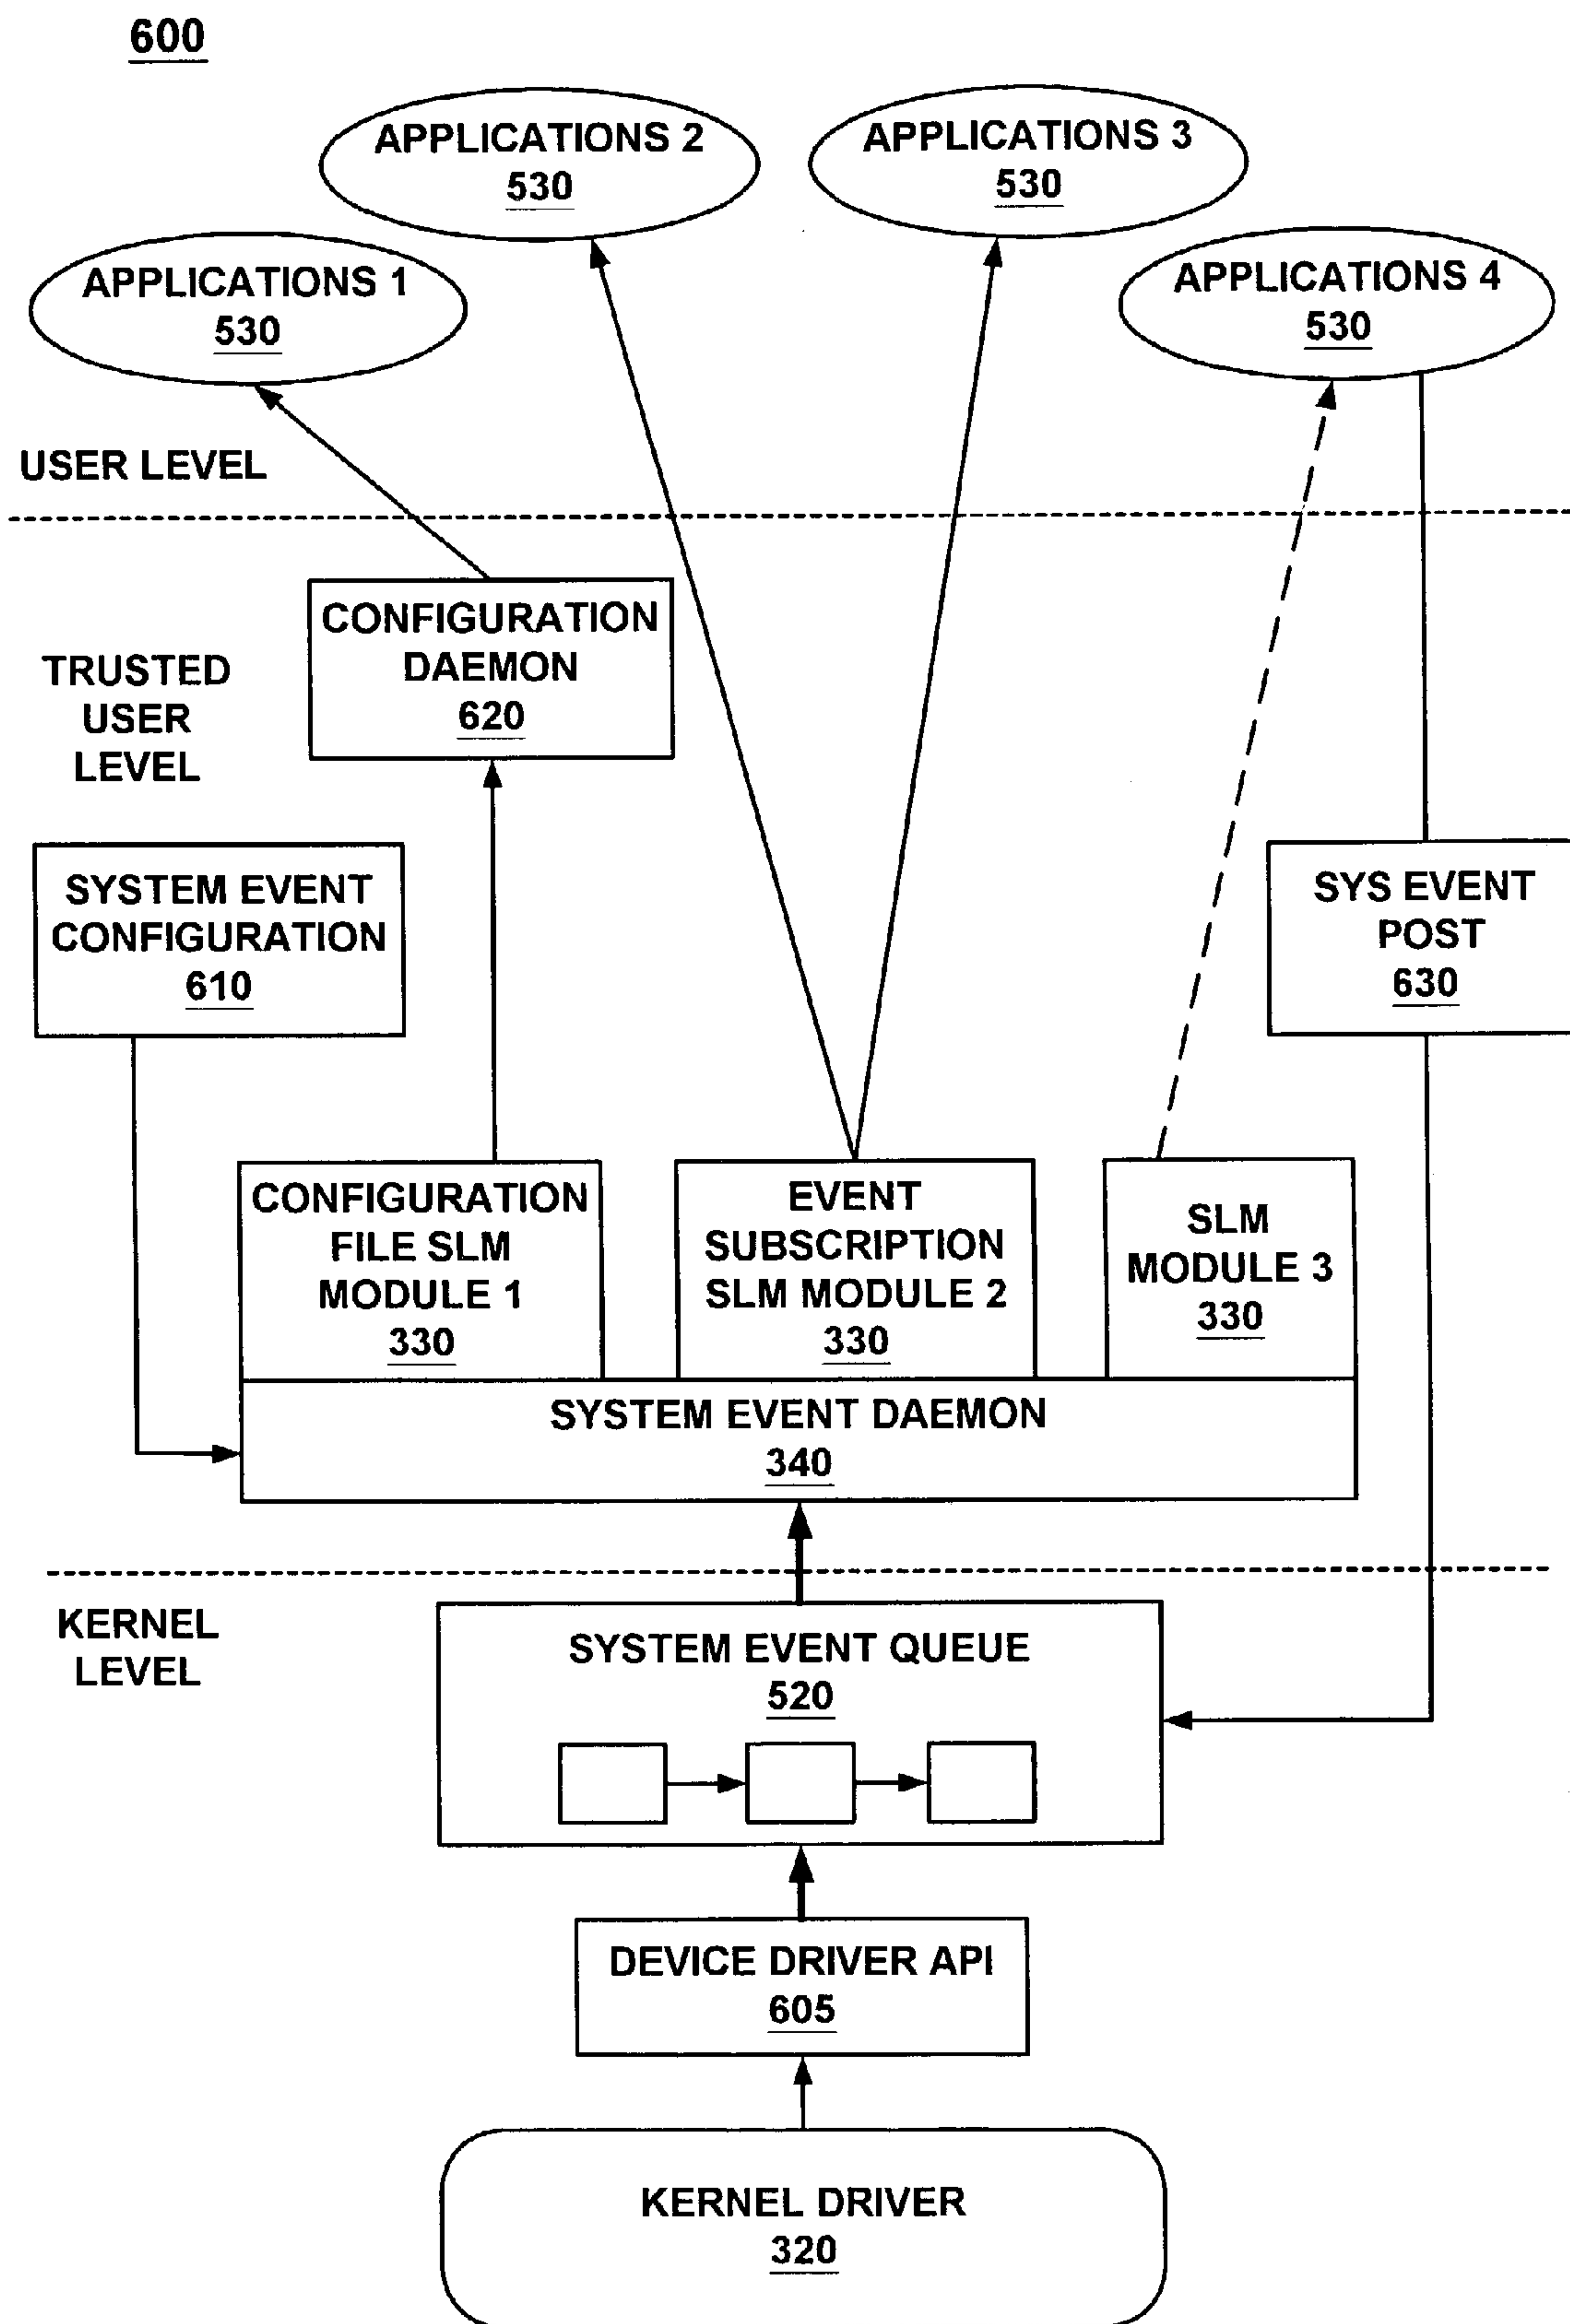 600
APPLICATIONS 2
530
APPLICATIONS 3
530
APPLICATIONS 1
530
APPLICATIONS 4
530
USER LEVEL
CONFIGURATION
DAEMON
620
TRUSTED
USER
LEVEL
SYSTEM EVENT
CONFIGURATION
610
SYS EVENT
POST
630
CONFIGURATION
FILE SLM
MODULE 1
330
EVENT
SUBSCRIPTION
SLM MODULE 2
330
SLM
MODULE 3
330
SYSTEM EVENT DAEMON
340
KERNEL
LEVEL
SYSTEM EVENT QUEUE
520
DEVICE DRIVER API
605
KERNEL DRIVER
320